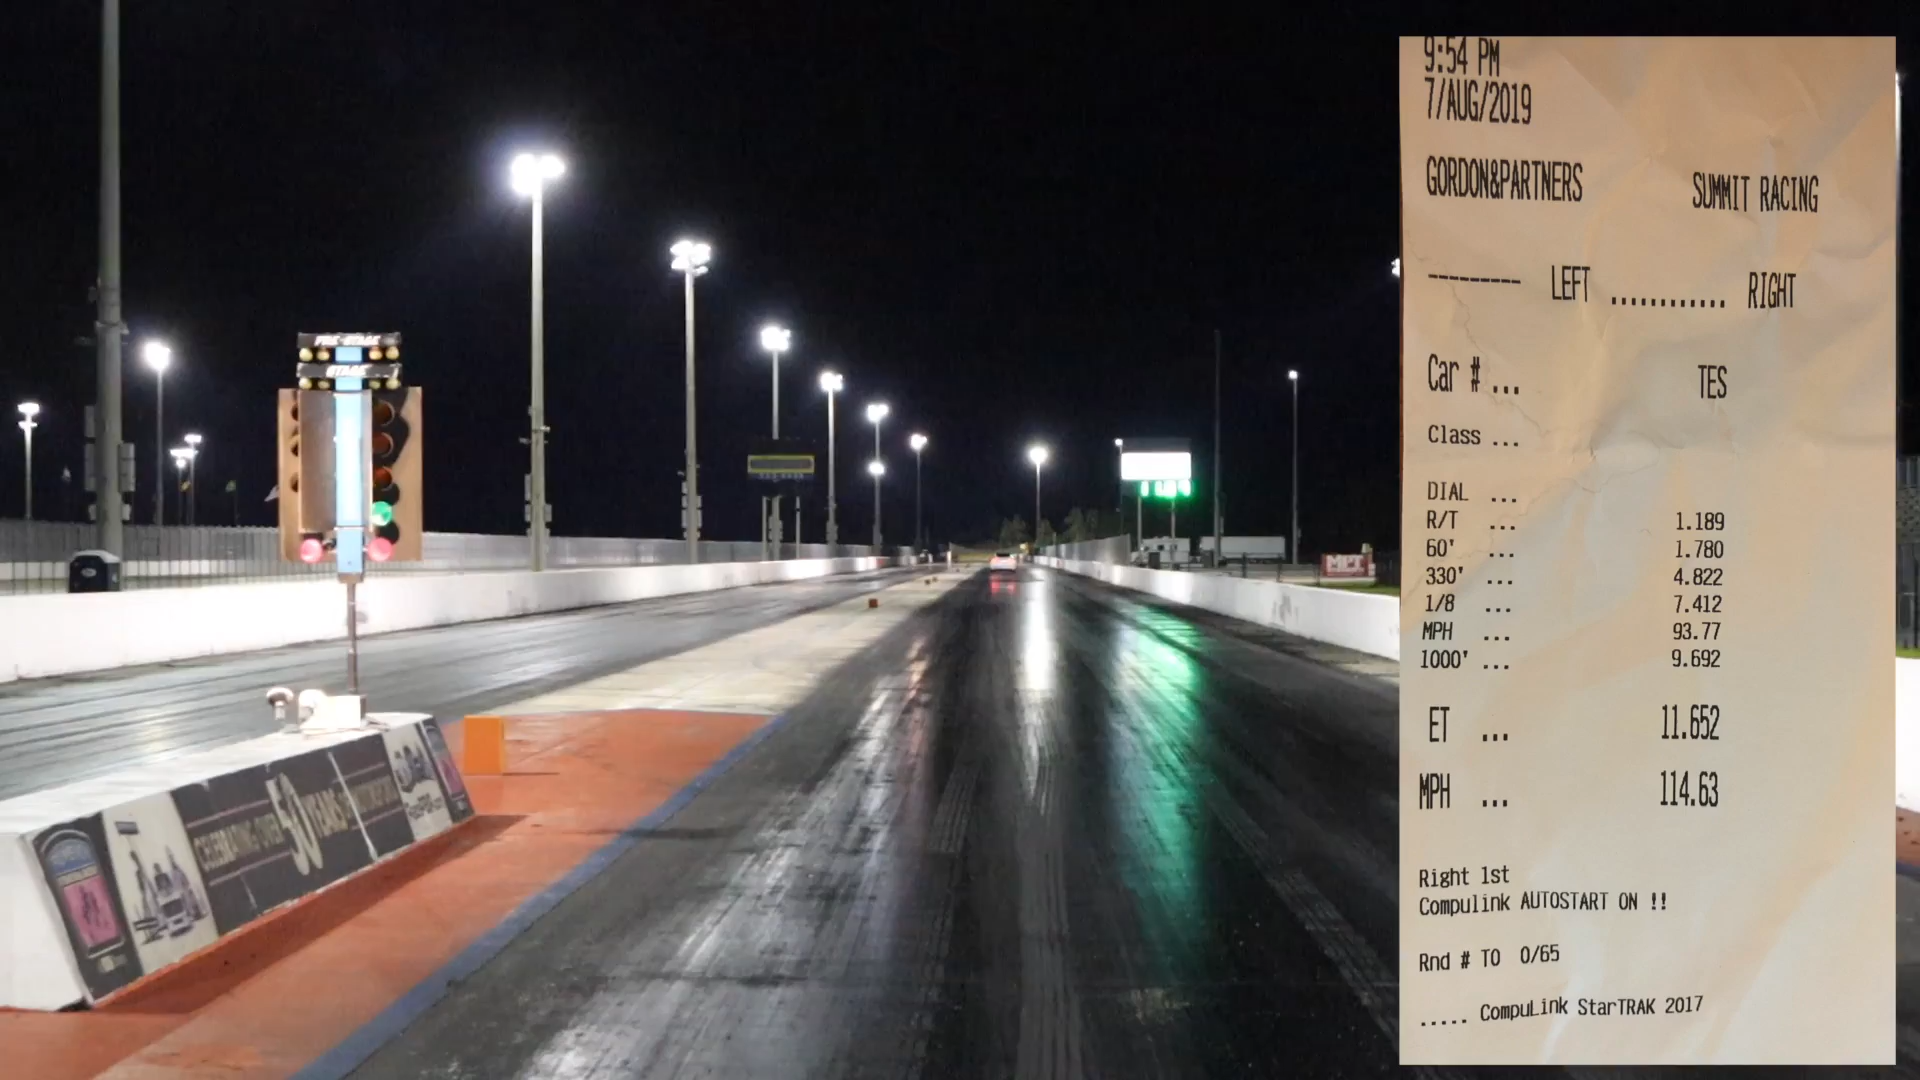 PRE-STAGE
STAGE
CELEBRATING OVER 50 YEARS
MPI
9:54 PM
7/AUG/2019
GORDON&PARTNERS SUMMIT RACING
--------- LEFT ............ RIGHT
Car # ... TES
Class ...
DIAL ...
R/T ... 1.189
60' ... 1.780
330' ... 4.822
1/8 ... 7.412
MPH ... 93.77
1000' ... 9.692
ET ... 11.652
MPH ... 114.63
Right 1st
Compulink AUTOSTART ON !!
Rnd # TO 0/65
..... CompuLink StarTRAK 2017